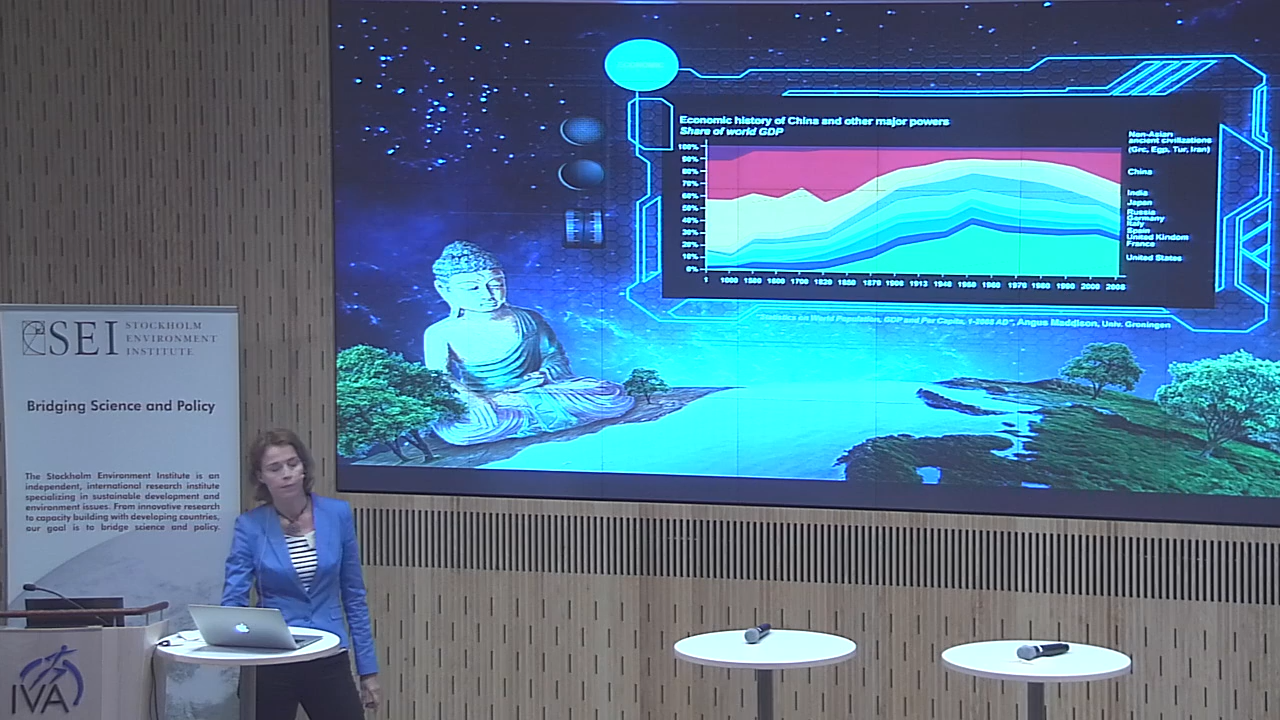 SEI
STOCKHOLM
ENVIRONMENT
INSTITUTE
Bridging Science and Policy
The Stockholm Environment Institute is an
independent, international research institute
specializing in sustainable development and
environment issues. From innovative research
to capacity building with developing countries,
our goal is to bridge science and policy.
IVA
Economic history of China and other major powers
Share of world GDP
100%
90%
80%
70%
60%
50%
40%
30%
20%
10%
0%
1 1000 1500 1600 1700 1820 1850 1870 1900 1913 1940 1950 1960 1970 1980 1990 2000 2008
Non-Asian
ancient civilizations
(Grc, Egp, Tur, Iran)
China
India
Japan
Russia
Germany
Italy
Spain
United Kindom
France
United States
"Statistics on World Population, GDP and Per Capita, 1-2008 AD", Angus Maddison, Univ. Groningen